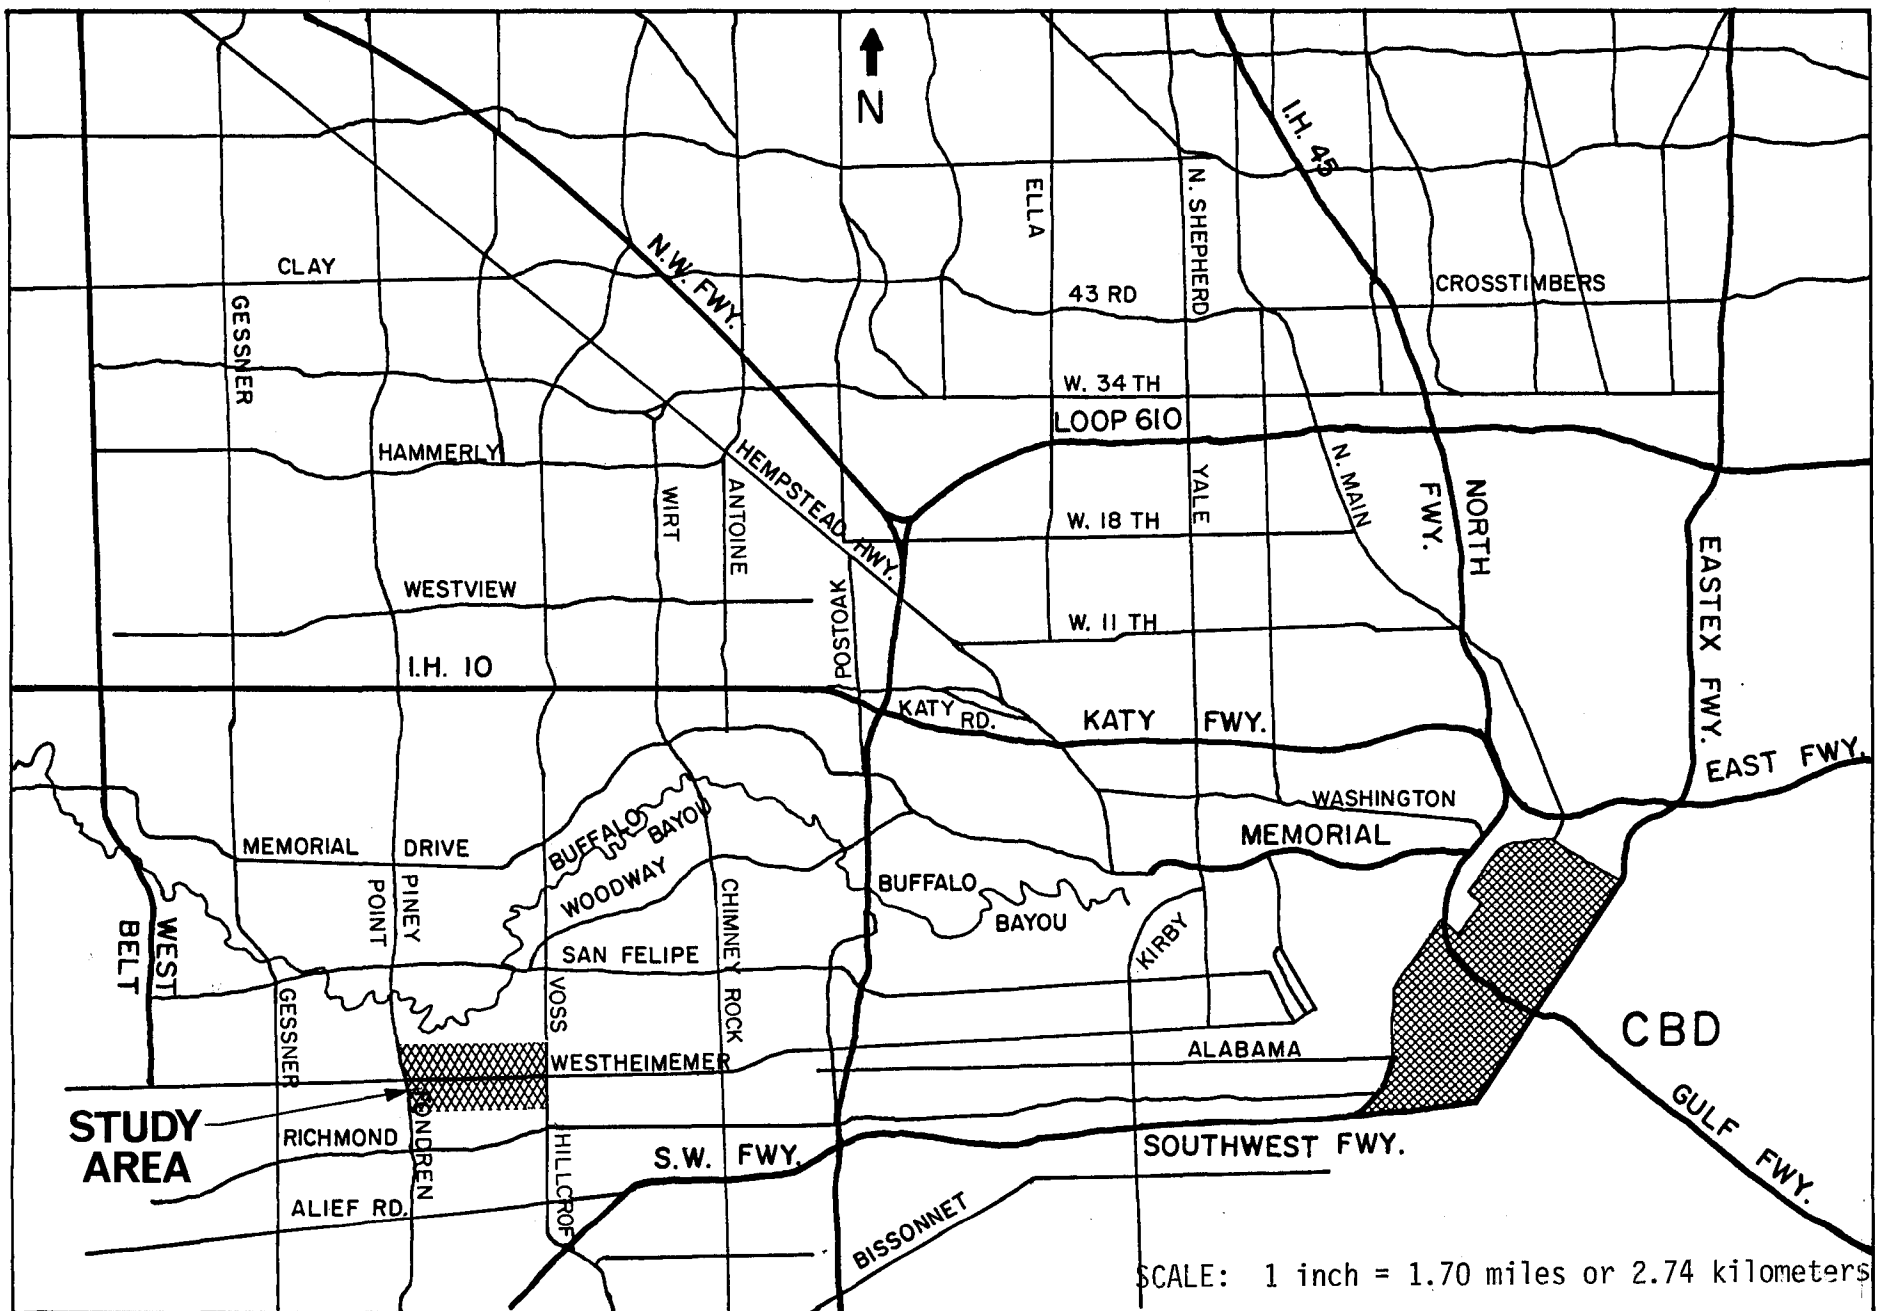 N
I.H. 45
ELLA
N. SHEPHERD
N.W. FWY.
CLAY
43 RD
CROSSTIMBERS
GESSNER
W. 34 TH
LOOP 610
HAMMERLY
HEMPSTEAD HWY.
WIRT
ANTOINE
YALE
N. MAIN
NORTH
FWY.
W. 18 TH
EASTEX FWY.
WESTVIEW
POSTOAK
W. 11 TH
I.H. 10
KATY RD.
KATY FWY.
EAST FWY.
WASHINGTON
MEMORIAL
MEMORIAL DRIVE
BUFFALO
BAYOU
WOODWAY
PINEY
POINT
CHIMNEY ROCK
BUFFALO
BAYOU
KIRBY
WEST
BELT
SAN FELIPE
GESSNER
VOSS
CBD
WESTHEIMEMER
ALABAMA
STUDY
AREA
FONDREN
RICHMOND
HILLCROF
S.W. FWY.
SOUTHWEST FWY.
GULF FWY.
ALIEF RD.
BISSONNET
SCALE: 1 inch = 1.70 miles or 2.74 kilometers